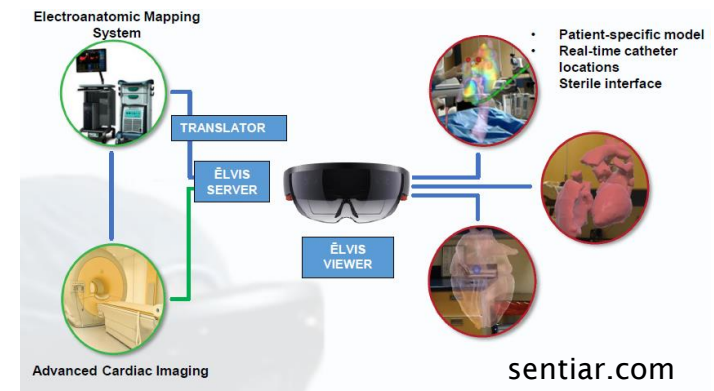 Electroanatomic Mapping
System
• Patient-specific model
• Real-time catheter
locations
Sterile interface
TRANSLATOR
ĒLVIS
SERVER
ĒLVIS
VIEWER
Advanced Cardiac Imaging
sentiar.com